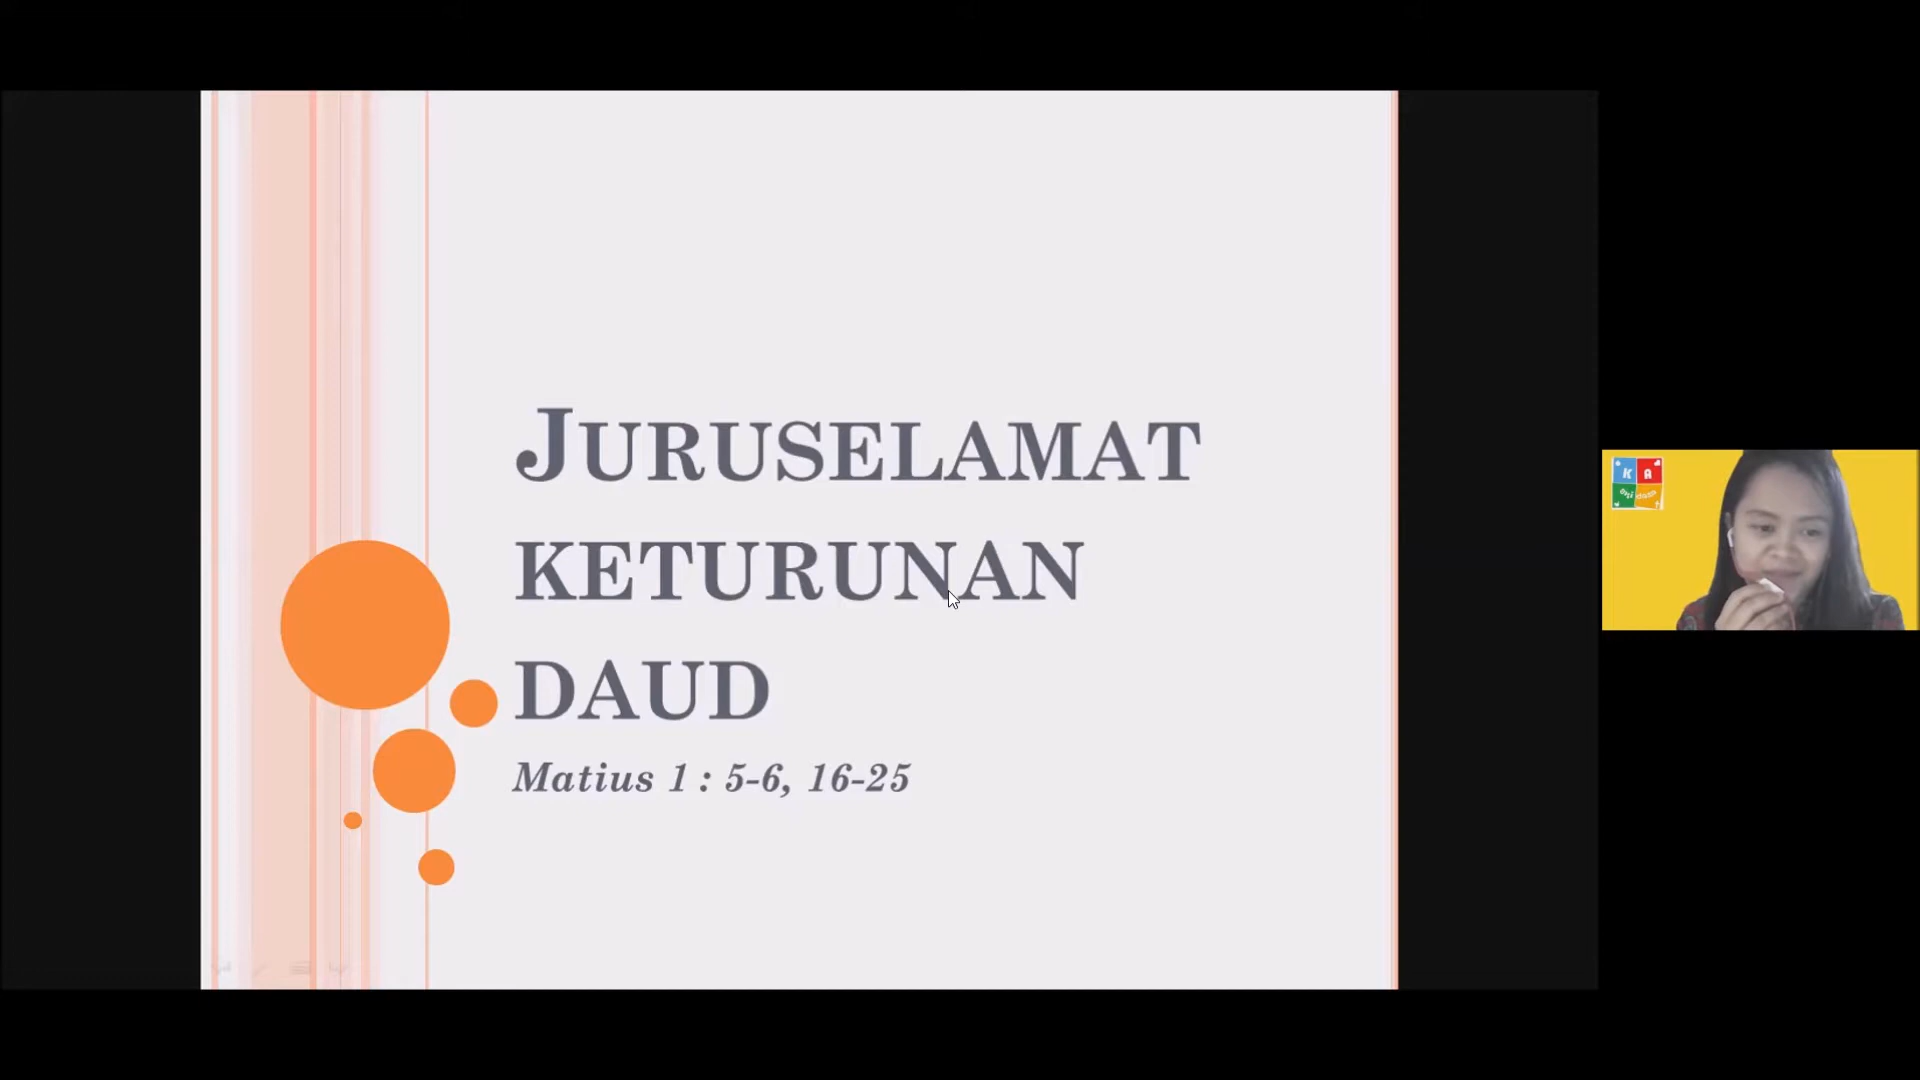 JURUSELAMAT
KETURUNAN
DAUD
Matius 1 : 5-6, 16-25
K A